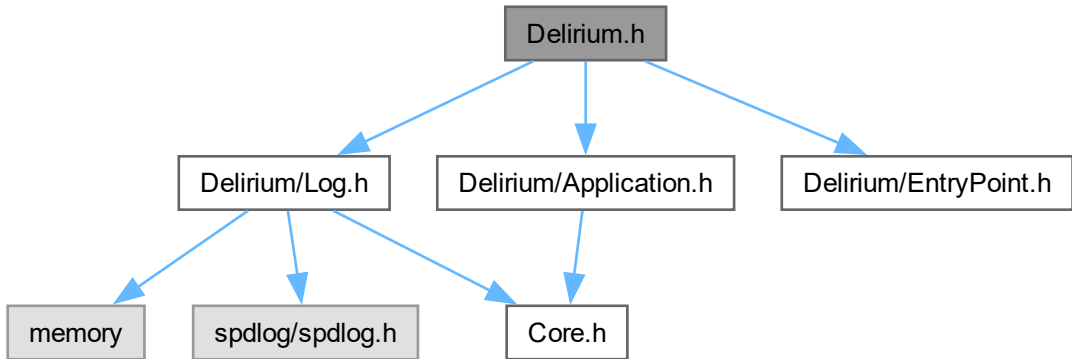 Delirium.h
Delirium/Log.h
Delirium/Application.h
Delirium/EntryPoint.h
memory
spdlog/spdlog.h
Core.h